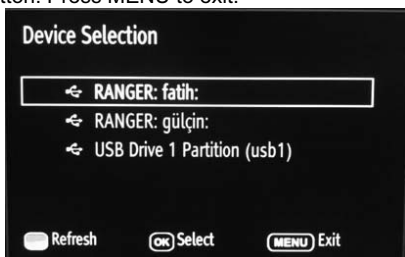 tton. Press MENU to exit.
Device Selection
RANGER: fatih:
RANGER: gülçin:
USB Drive 1 Partition (usb1)
Refresh OK Select MENU Exit